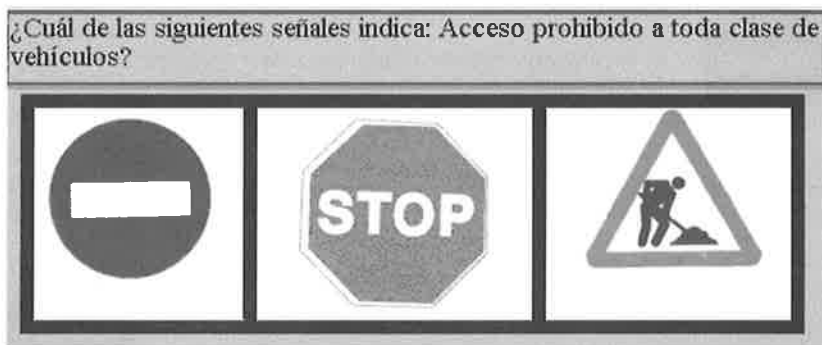 ¿Cuál de las siguientes señales indica: Acceso prohibido a toda clase de
vehículos?
STOP